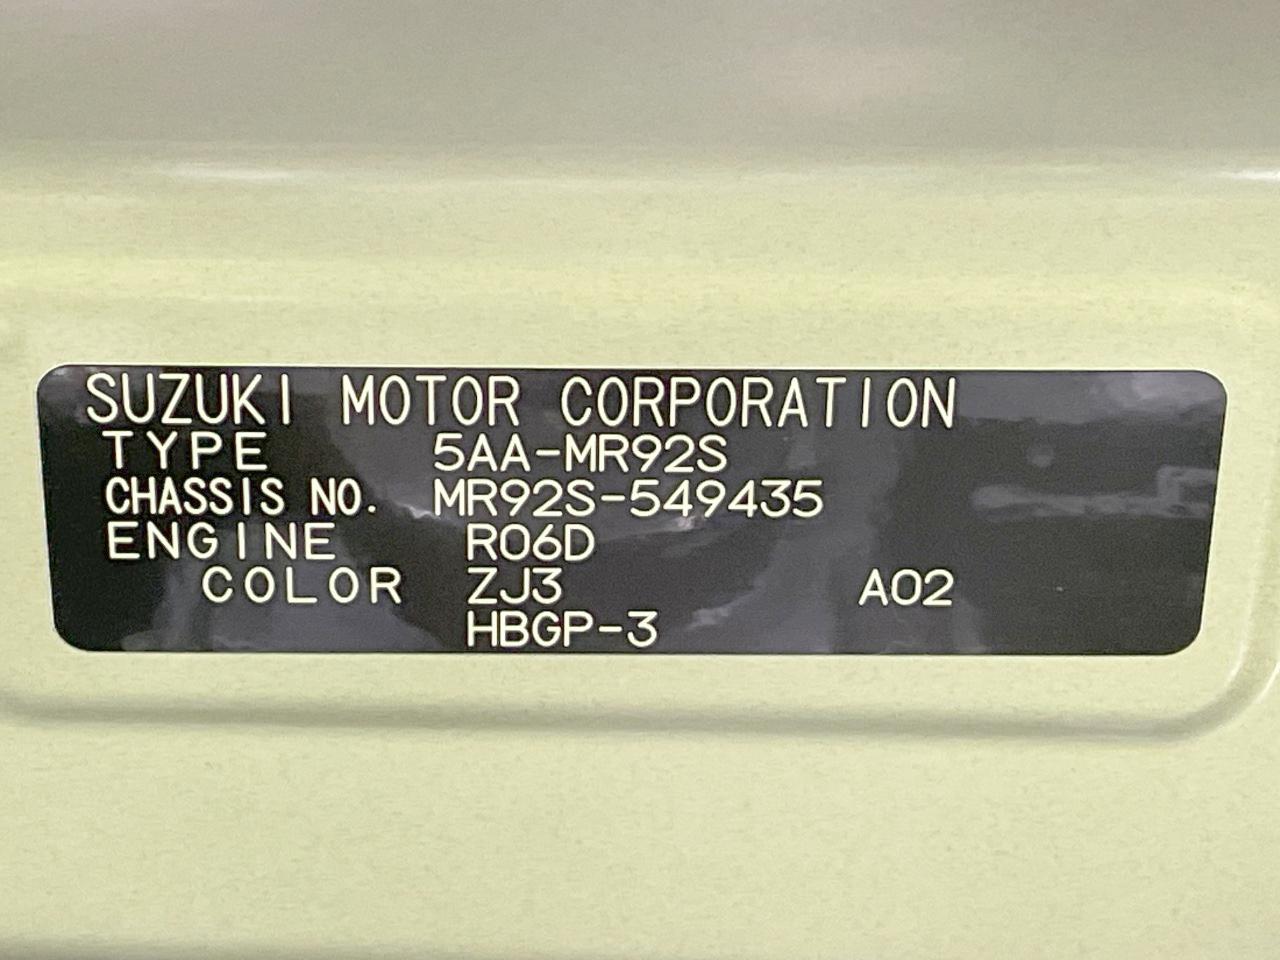 SUZUKI MOTOR CORPORATION
TYPE 5AA-MR92S
CHASSIS NO. MR92S-549435
ENGINE R06D
COLOR ZJ3 A02
HBGP-3